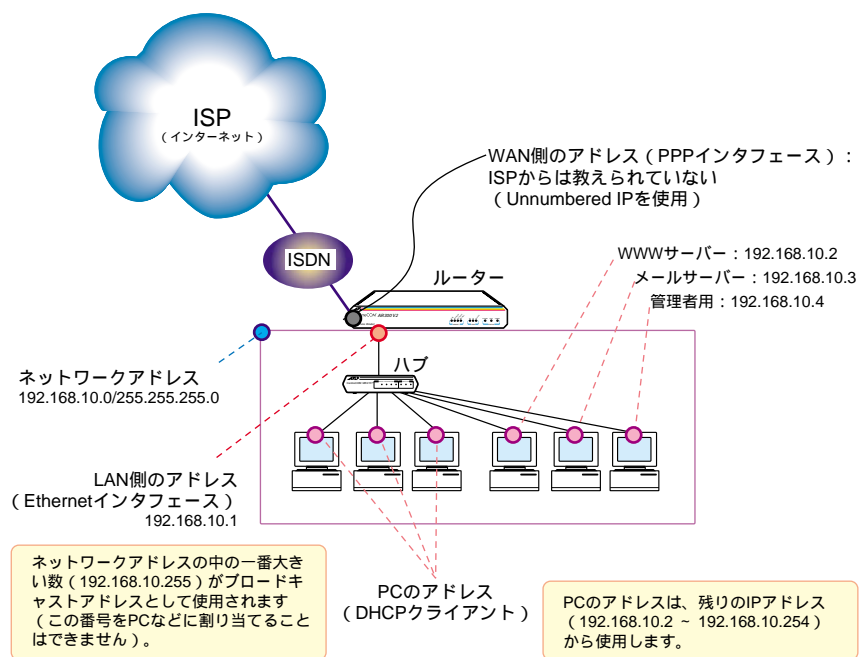 ISP
（インターネット）
WAN側のアドレス（PPPインタフェース）：
ISPからは教えられていない
（Unnumbered IPを使用）
ISDN
WWWサーバー：192.168.10.2
メールサーバー：192.168.10.3
管理者用：192.168.10.4
ルーター
ハブ
ネットワークアドレス
192.168.10.0/255.255.255.0
LAN側のアドレス
（Ethernetインタフェース）
192.168.10.1
ネットワークアドレスの中の一番大き
い数（192.168.10.255）がブロードキ
ャストアドレスとして使用されます
（この番号をPCなどに割り当てること
はできません）。
PCのアドレス
（DHCPクライアント）
PCのアドレスは、残りのIPアドレス
（192.168.10.2 ~ 192.168.10.254）
から使用します。